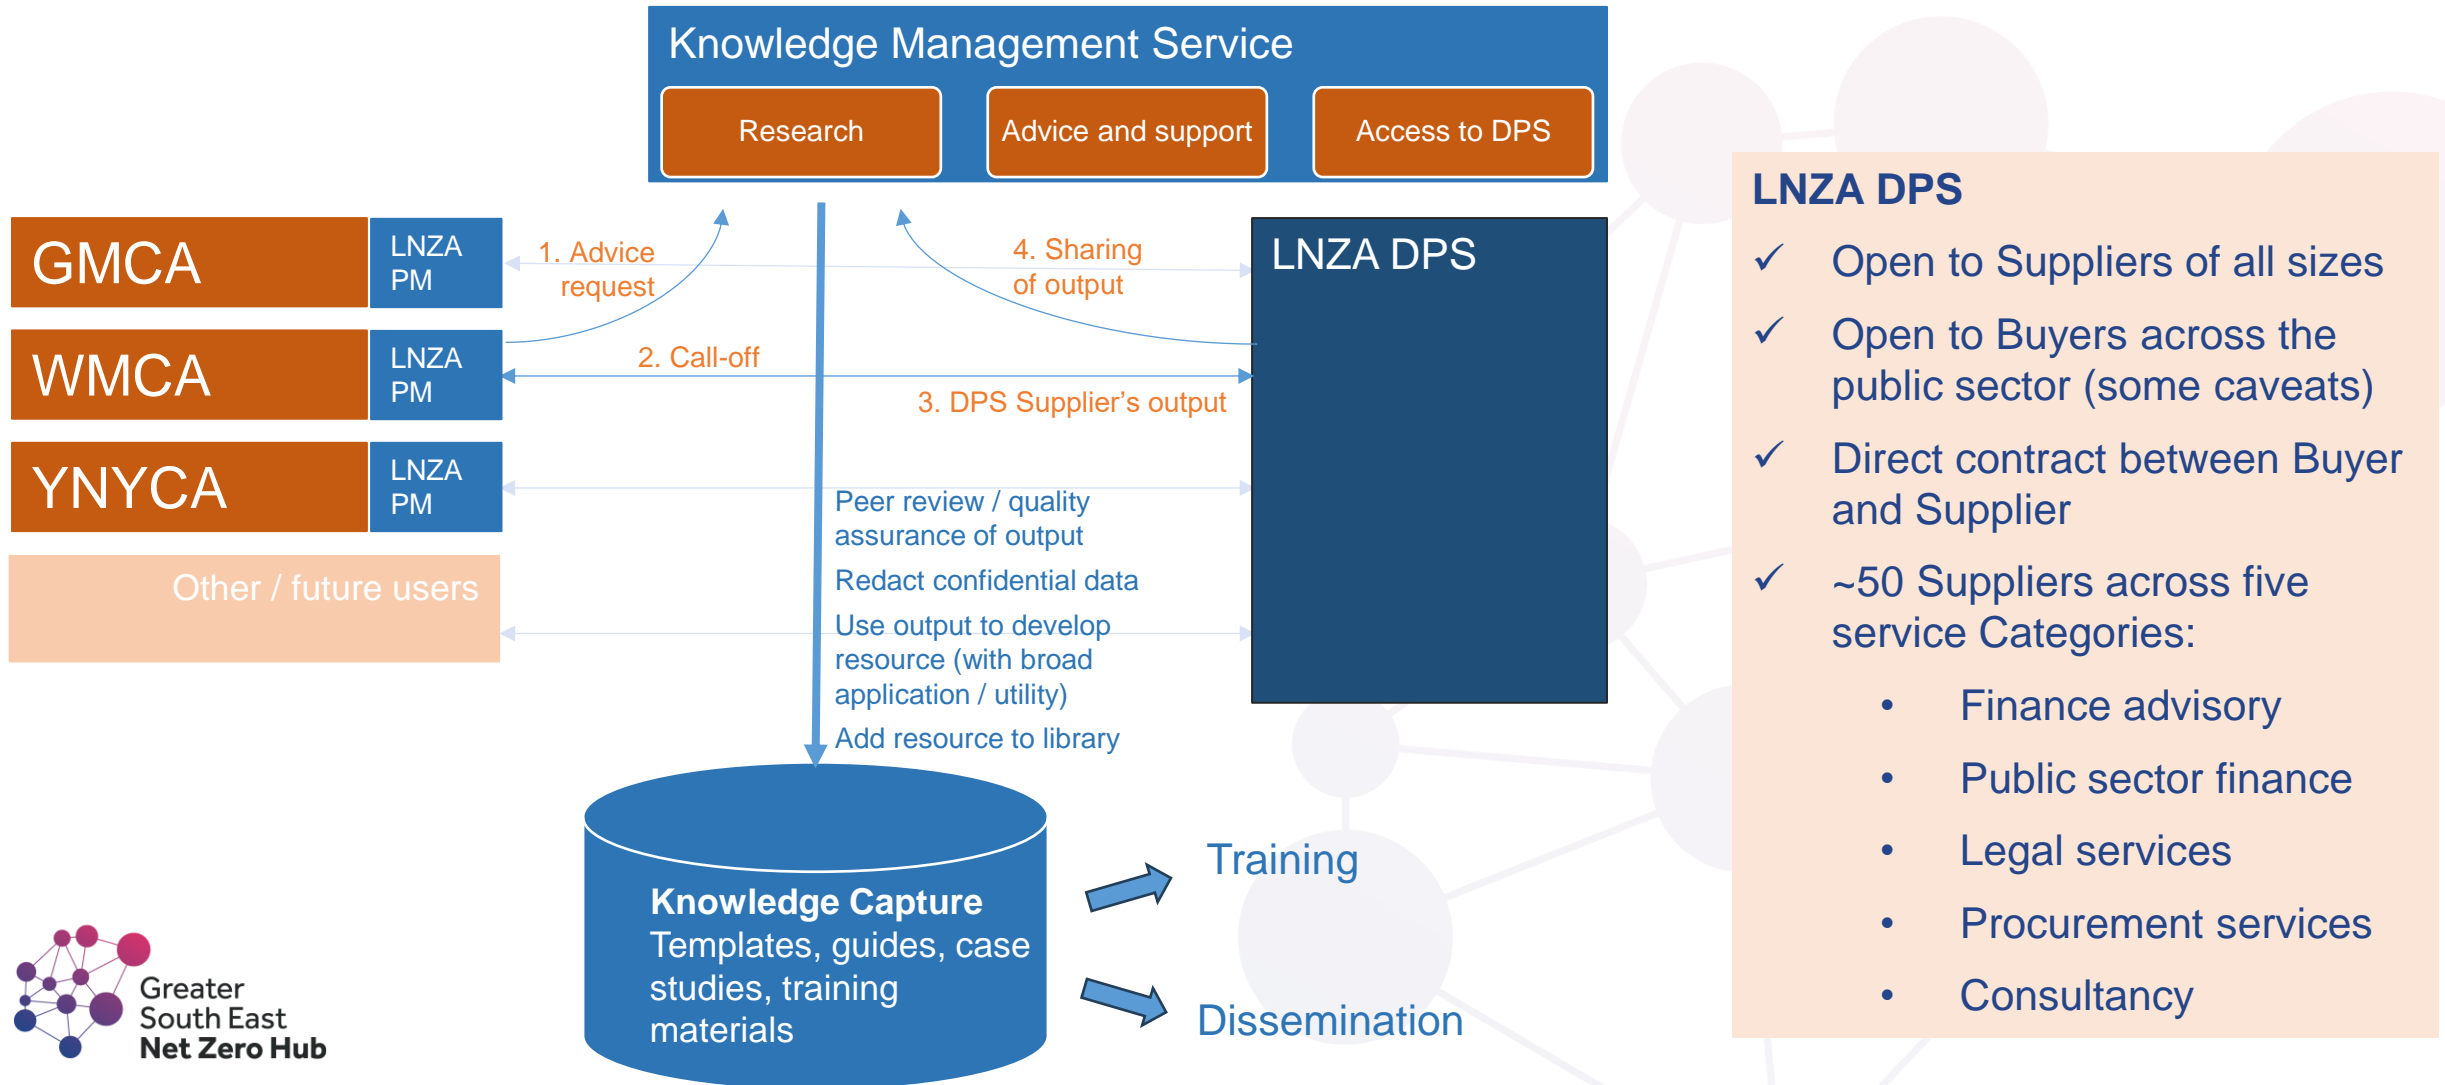 Knowledge Management Service
Research
Advice and support
Access to DPS
GMCA
LNZA
PM
WMCA
LNZA
PM
YNYCA
LNZA
PM
Other / future users
1. Advice
request
2. Call-off
3. DPS Supplier’s output
4. Sharing
of output
LNZA DPS
Peer review / quality
assurance of output
Redact confidential data
Use output to develop
resource (with broad
application / utility)
Add resource to library
Knowledge Capture
Templates, guides, case
studies, training
materials
Training
Dissemination
LNZA DPS
✓ Open to Suppliers of all sizes
✓ Open to Buyers across the
public sector (some caveats)
✓ Direct contract between Buyer
and Supplier
✓ ~50 Suppliers across five
service Categories:
• Finance advisory
• Public sector finance
• Legal services
• Procurement services
• Consultancy
Greater
South East
Net Zero Hub